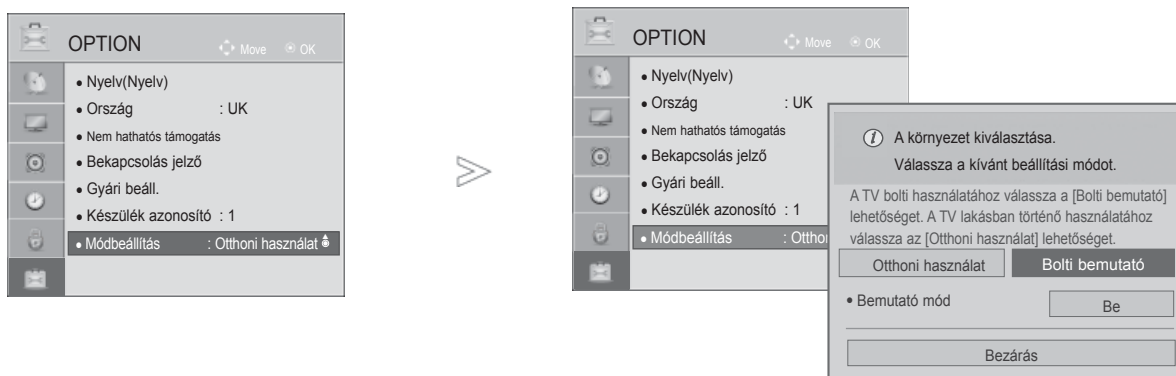 OPTION Move OK
• Nyelv(Nyelv)
• Ország : UK
• Nem hathatós támogatás
• Bekapcsolás jelző
• Gyári beáll.
• Készülék azonosító : 1
• Módbeállítás : Otthoni használat
OPTION Move OK
• Nyelv(Nyelv)
• Ország : UK
• Nem hathatós támogatás
• Bekapcsolás jelző
• Gyári beáll.
• Készülék azonosító : 1
• Módbeállítás : Otthoni
A környezet kiválasztása.
Válassza a kívánt beállítási módot.
A TV bolti használatához válassza a [Bolti bemutató]
lehetőséget. A TV lakásban történő használatához
válassza az [Otthoni használat] lehetőséget.
Otthoni használat Bolti bemutató
• Bemutató mód Be
Bezárás